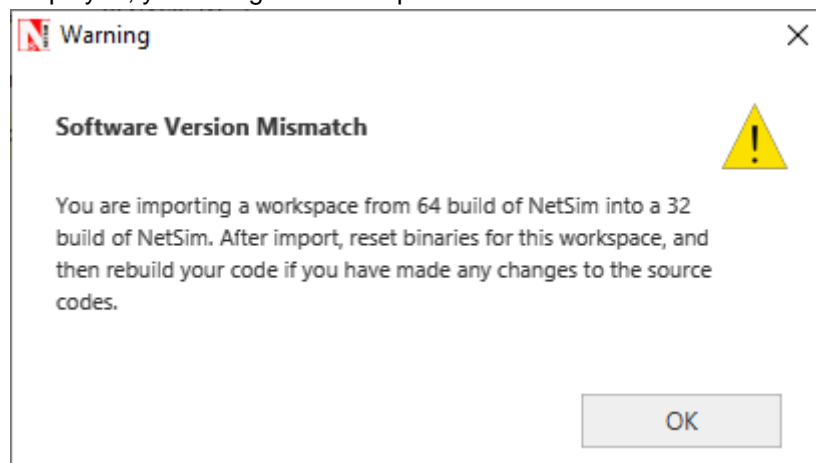 Warning
Software Version Mismatch
You are importing a workspace from 64 build of NetSim into a 32
build of NetSim. After import, reset binaries for this workspace, and
then rebuild your code if you have made any changes to the source
codes.
OK